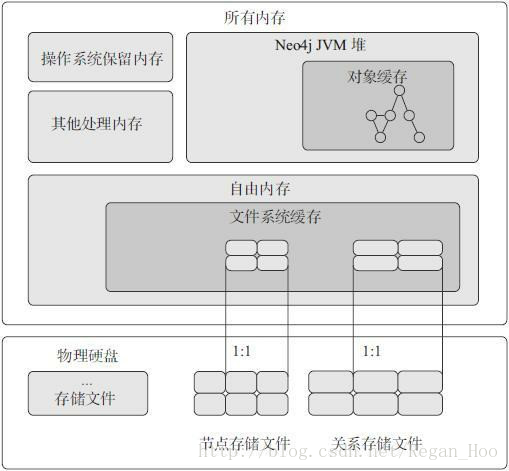 所有内存
操作系统保留内存
Neo4j JVM 堆
对象缓存
其他处理内存
自由内存
文件系统缓存
物理硬盘
1:1
1:1
...
存储文件
节点存储文件
关系存储文件
http://blog.csdn.net/Regan_Hoo